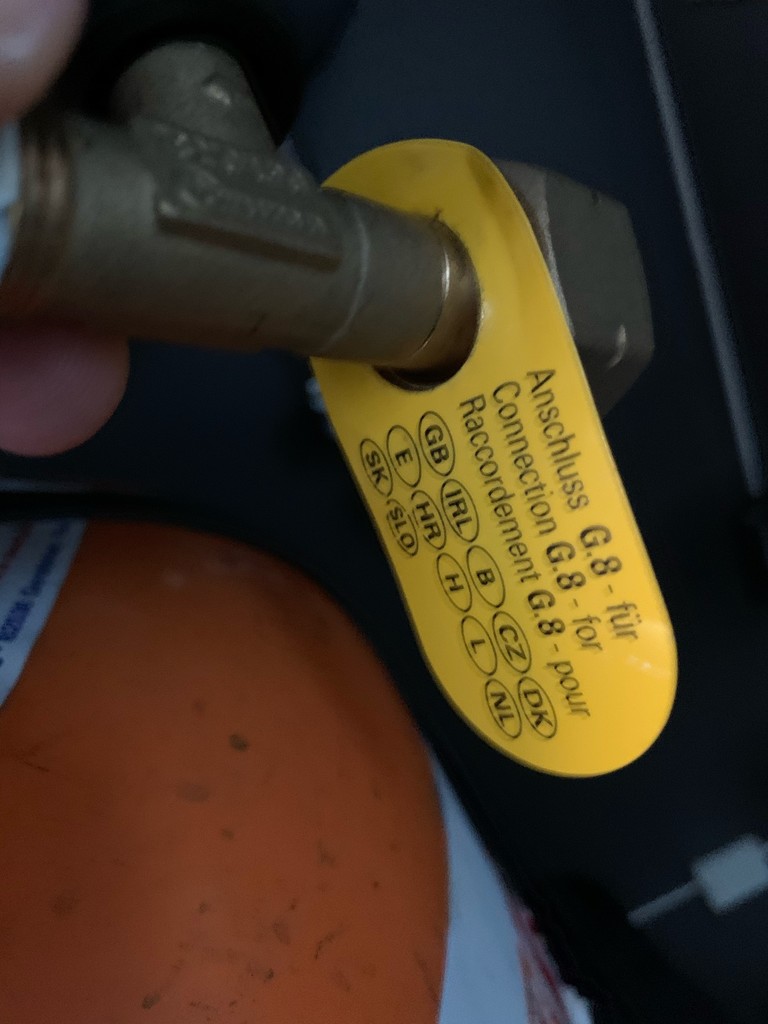 Anschluss G.8 - für
Connection G.8 - for
Raccordement G.8 - pour
GB IRL B CZ DK
E HR H L NL
SK SLO